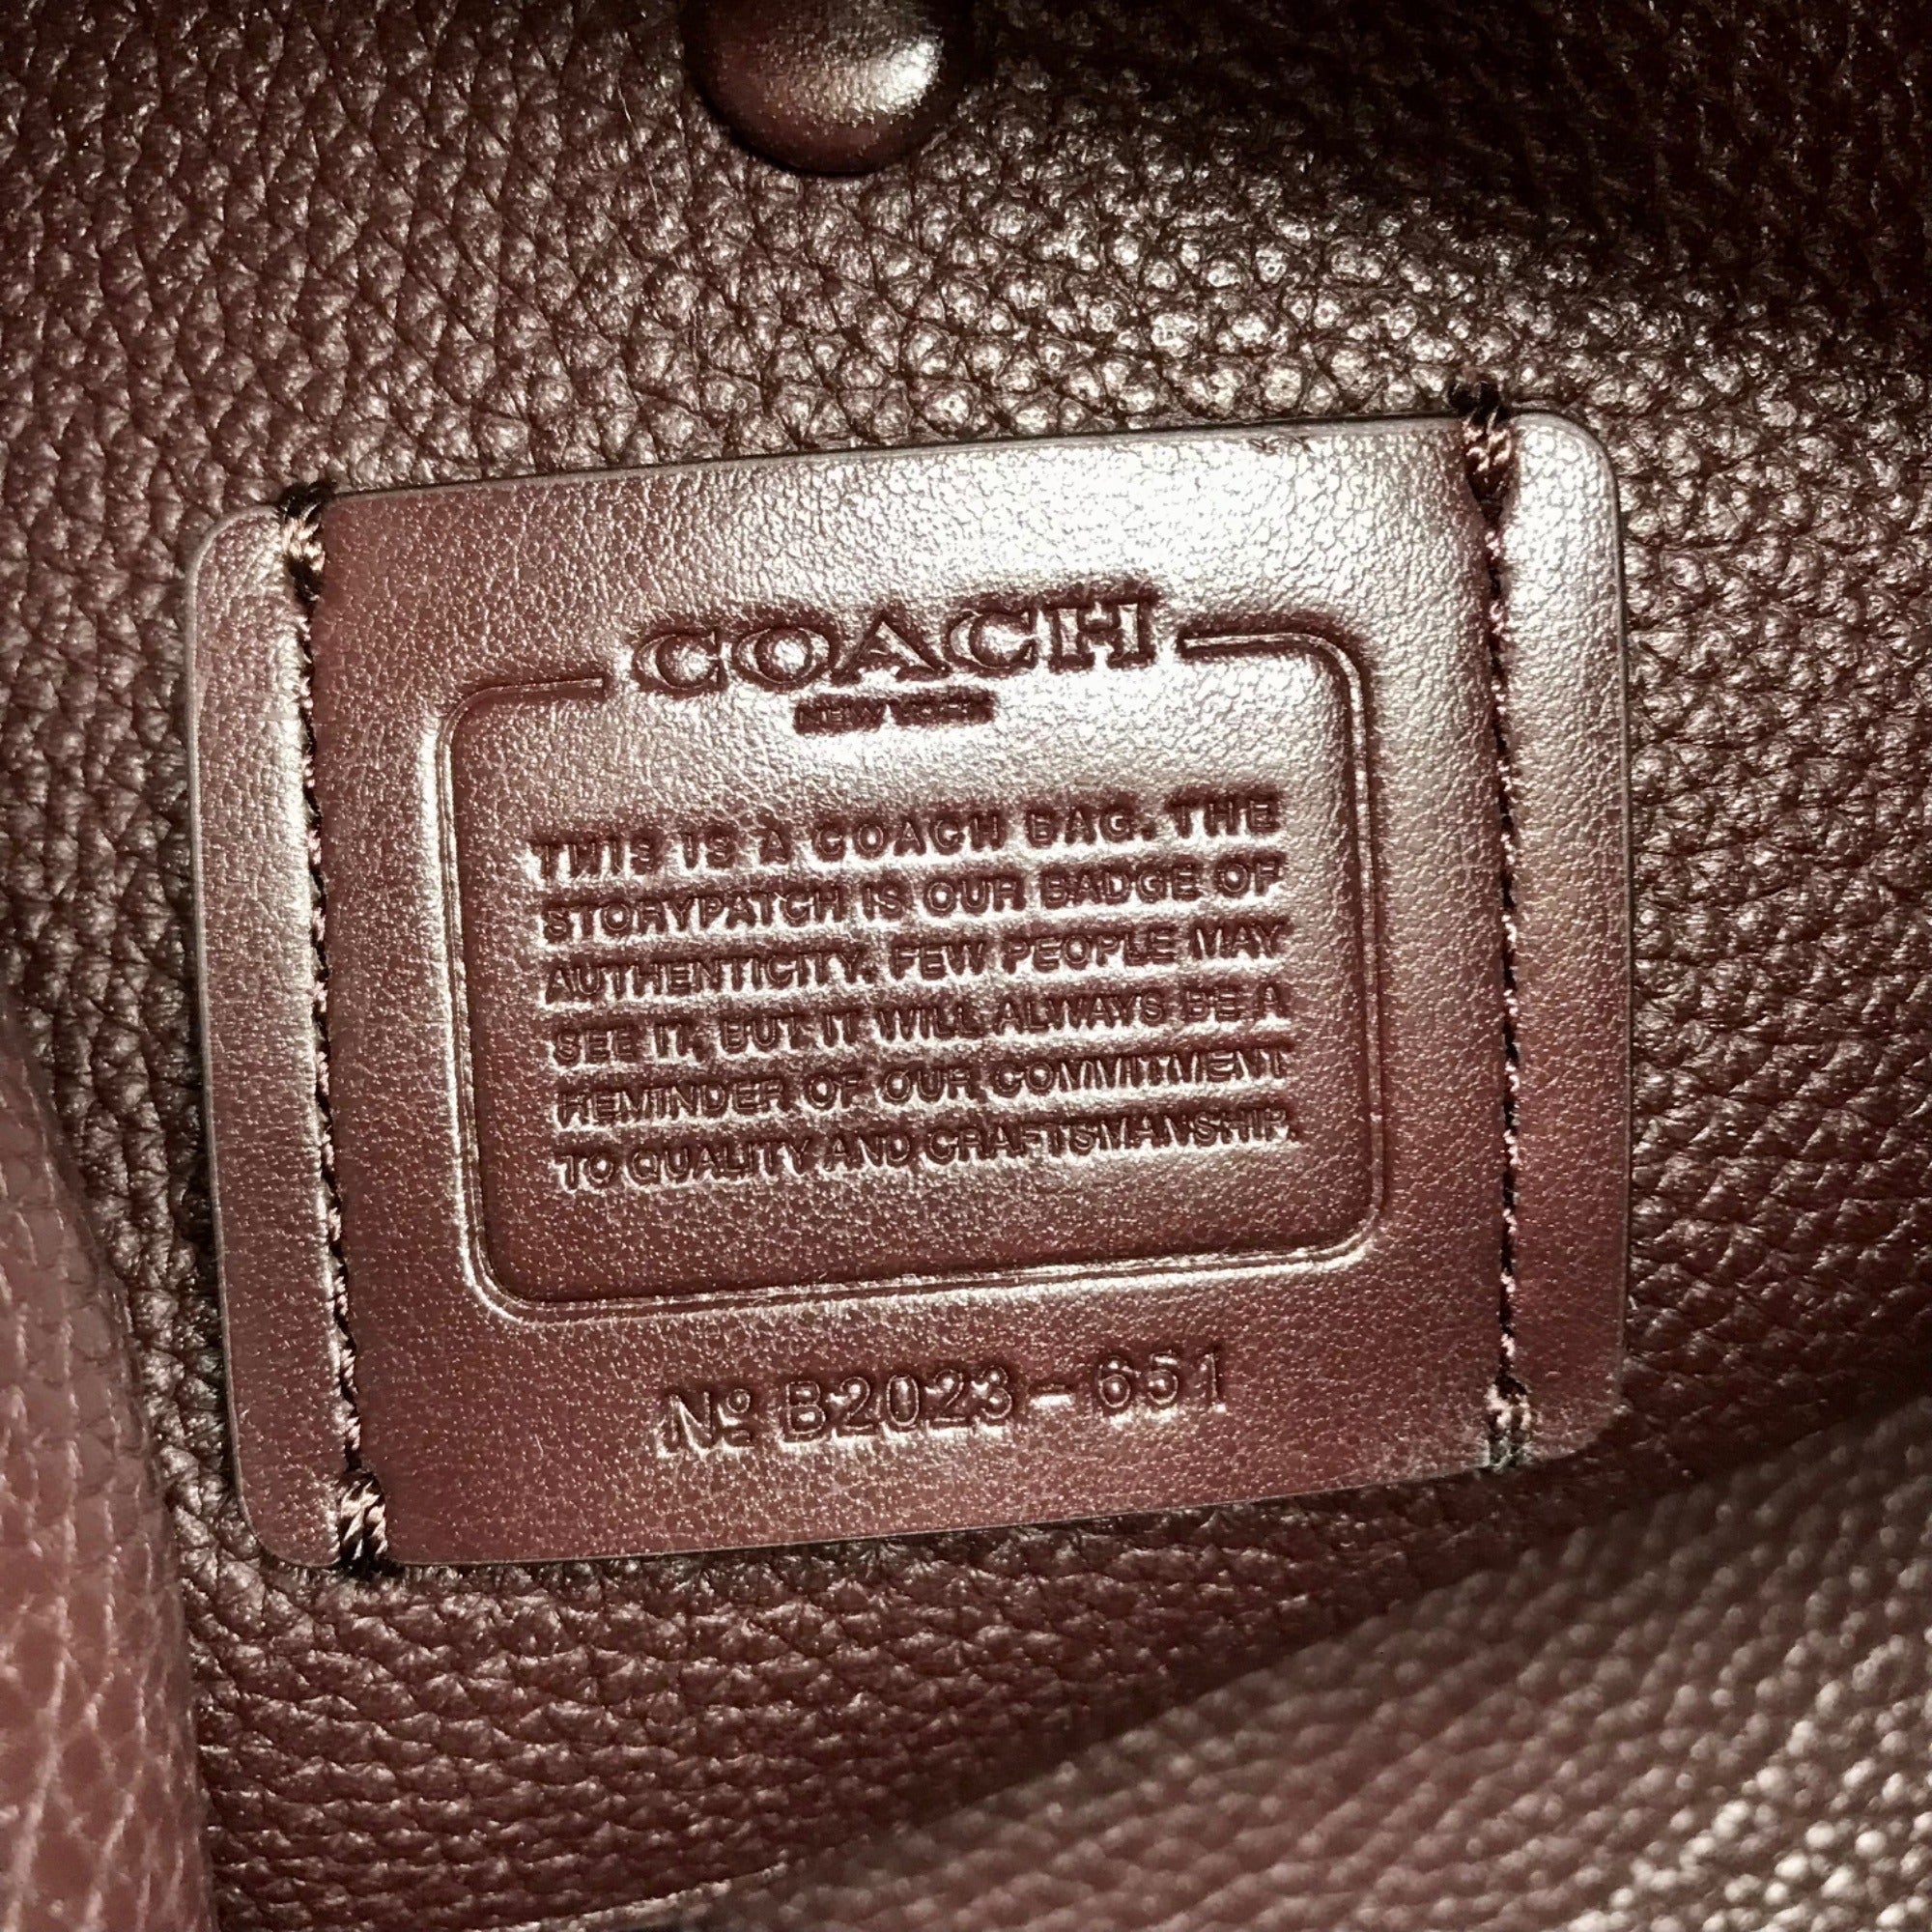 COACH
NEW YORK
THIS IS A COACH BAG. THE
STORYPATCH IS OUR BADGE OF
AUTHENTICITY. FEW PEOPLE MAY
SEE IT, BUT IT WILL ALWAYS BE A
REMINDER OF OUR COMMITMENT
TO QUALITY AND CRAFTSMANSHIP.
Nº B2023 - 651